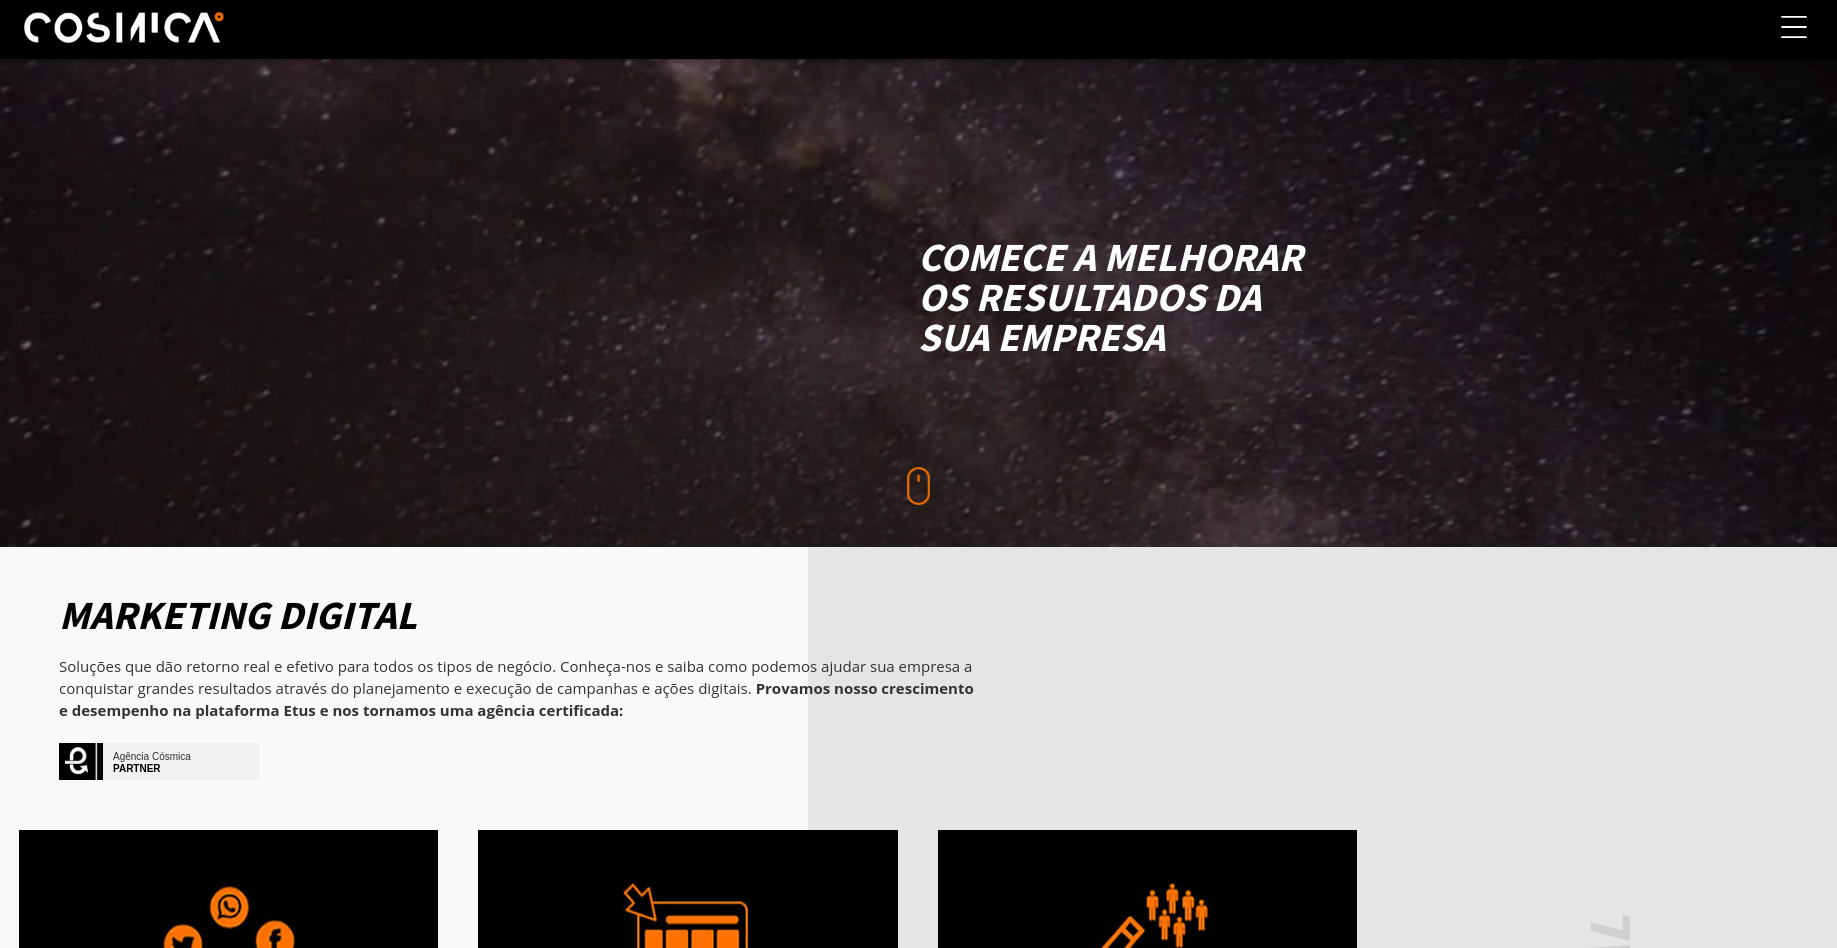 COSMICA
COMECE A MELHORAR
OS RESULTADOS DA
SUA EMPRESA
MARKETING DIGITAL
Soluções que dão retorno real e efetivo para todos os tipos de negócio. Conheça-nos e saiba como podemos ajudar sua empresa a
conquistar grandes resultados através do planejamento e execução de campanhas e ações digitais. Provamos nosso crescimento
e desempenho na plataforma Etus e nos tornamos uma agência certificada:
Agência Cósmica
PARTNER